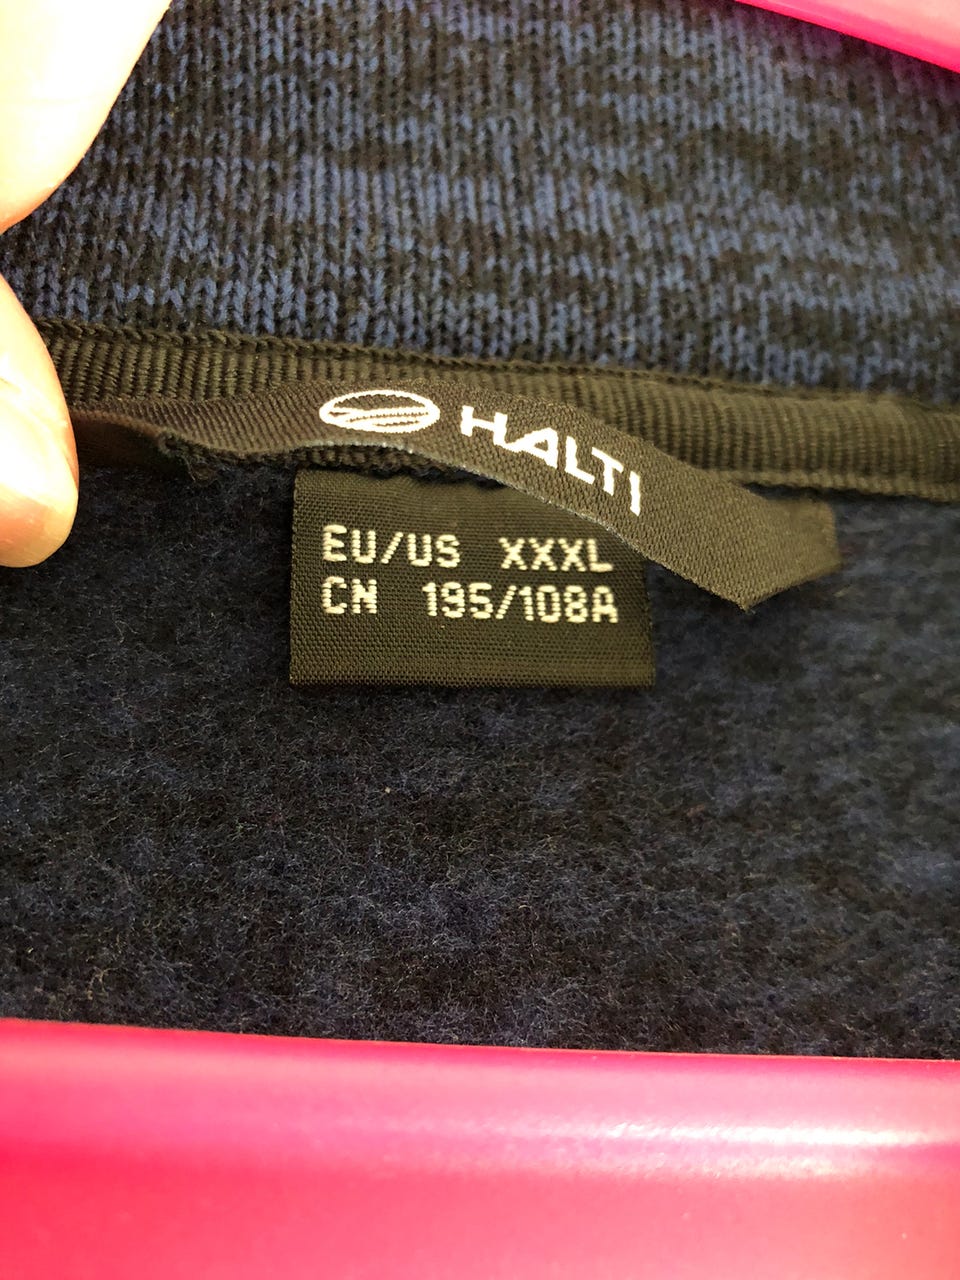 HALTI
EU/US XXXL
CN 195/108A